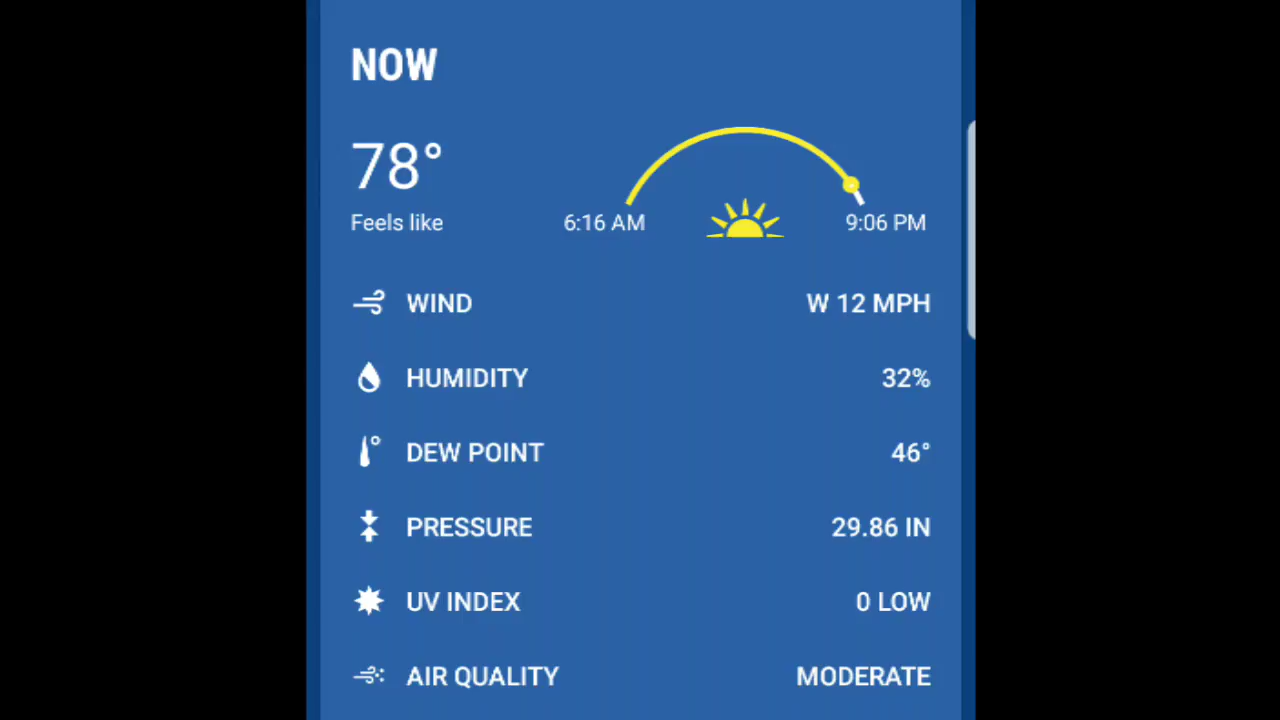 NOW
78°
Feels like
6:16 AM
9:06 PM
WIND W 12 MPH
HUMIDITY 32%
DEW POINT 46°
PRESSURE 29.86 IN
UV INDEX 0 LOW
AIR QUALITY MODERATE